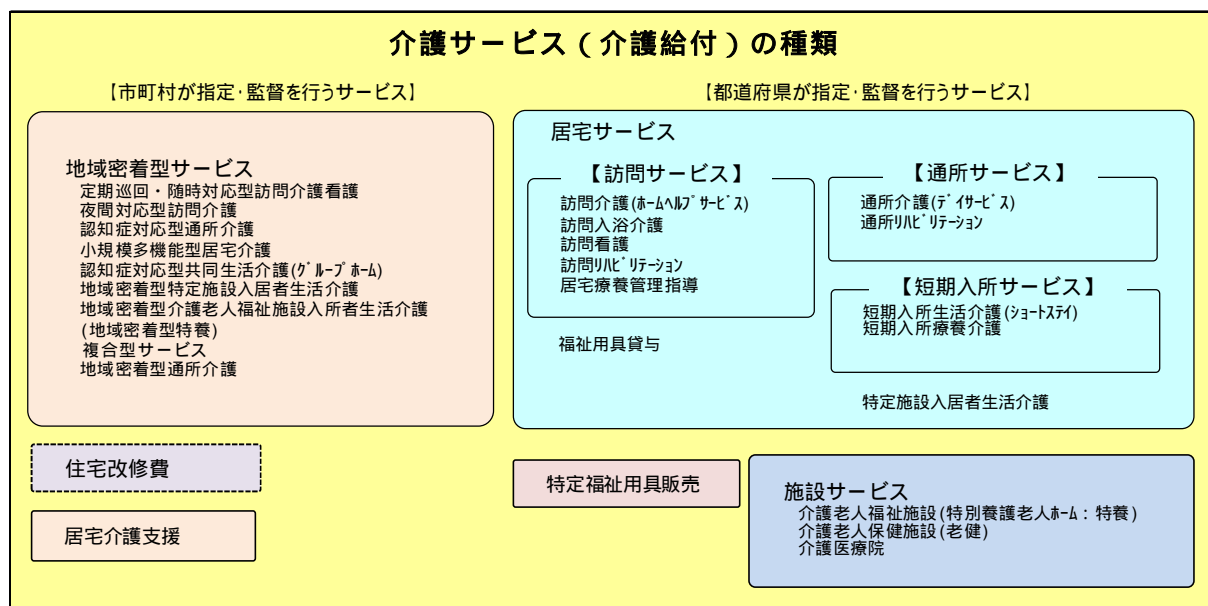 介護サービス（介護給付）の種類
【市町村が指定・監督を行うサービス】
地域密着型サービス
定期巡回・随時対応型訪問介護看護
夜間対応型訪問介護
認知症対応型通所介護
小規模多機能型居宅介護
認知症対応型共同生活介護(ｸﾞﾙｰﾌﾟﾎｰﾑ)
地域密着型特定施設入居者生活介護
地域密着型介護老人福祉施設入所者生活介護
(地域密着型特養)
複合型サービス
地域密着型通所介護
住宅改修費
居宅介護支援
【都道府県が指定・監督を行うサービス】
居宅サービス
【訪問サービス】
訪問介護(ﾎｰﾑﾍﾙﾌﾟｻｰﾋﾞｽ)
訪問入浴介護
訪問看護
訪問ﾘﾊﾋﾞﾘﾃｰｼｮﾝ
居宅療養管理指導
福祉用具貸与
【通所サービス】
通所介護(ﾃﾞｲｻｰﾋﾞｽ)
通所ﾘﾊﾋﾞﾘﾃｰｼｮﾝ
【短期入所サービス】
短期入所生活介護(ｼｮｰﾄｽﾃｲ)
短期入所療養介護
特定施設入居者生活介護
特定福祉用具販売
施設サービス
介護老人福祉施設(特別養護老人ﾎｰﾑ：特養)
介護老人保健施設(老健)
介護医療院